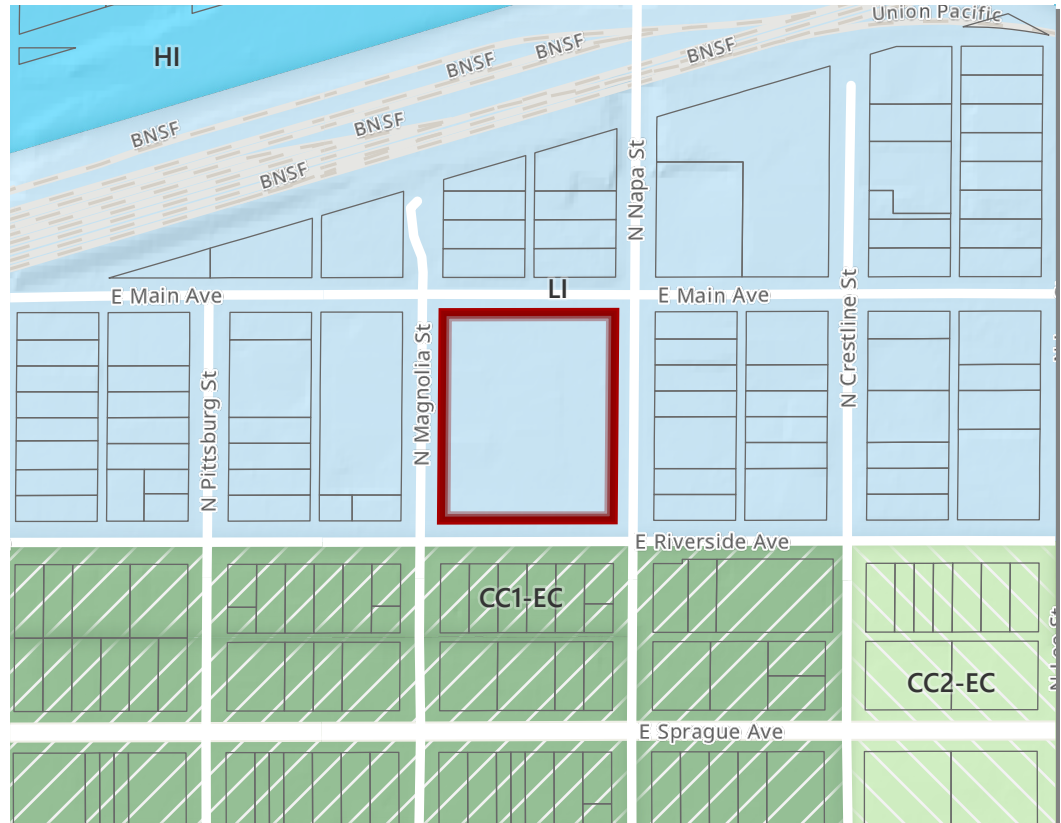 Union Pacific
HI
BNSF
BNSF
BNSF
BNSF
BNSF
BNSF
N Napa St
E Main Ave
LI
E Main Ave
N Crestline St
N Magnolia St
N Pittsburg St
E Riverside Ave
CC1-EC
CC2-EC
E Sprague Ave